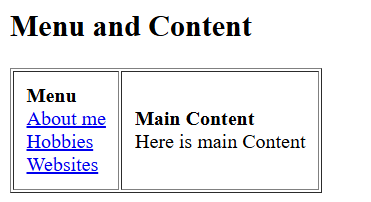 Menu and Content
Menu
About me
Hobbies
Websites
Main Content
Here is main Content